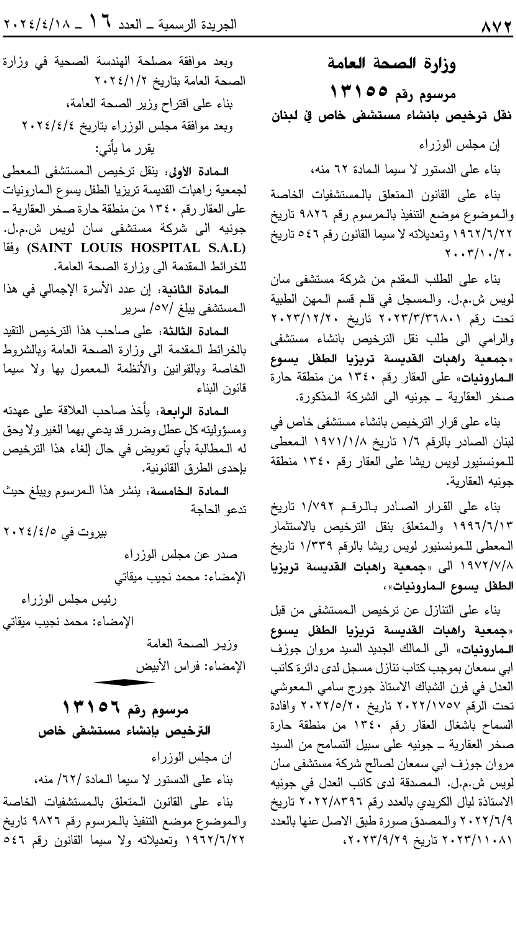 ٨٧٢
الجريدة الرسمية – العدد ١٦ – ٢٠٢٤/٤/١٨
وزارة الصحة العامة
مرسوم رقم ١٣١٥٥
نقل ترخيص بانشاء مستشفى خاص في لبنان
إن مجلس الوزراء
بناء على الدستور لا سيما المادة ٦٢ منه،
بناء على القانون المتعلق بالمستشفيات الخاصة
والموضوع موضع التنفيذ بالمرسوم رقم ٩٨٢٦ تاريخ
١٩٦٢/٦/٢٢ وتعديلاته لا سيما القانون رقم ٥٤٦ تاريخ
٢٠٠٣/١٠/٢٠
بناء على الطلب المقدم من شركة مستشفى سان
لويس ش.م.ل. والمسجل في قلم قسم المهن الطبية
تحت رقم ٢٠٢٣/٣/٣٦٨٠١ تاريخ ٢٠٢٣/١٢/٢٠
والرامي الى طلب نقل الترخيص بانشاء مستشفى
«جمعية راهبات القديسة تريزيا الطفل يسوع
المارونيات» على العقار رقم ١٣٤٠ من منطقة حارة
صخر العقارية – جونيه الى الشركة المذكورة.
بناء على قرار الترخيص بانشاء مستشفى خاص في
لبنان الصادر بالرقم ١/٦ تاريخ ١٩٧١/١/٨ المعطى
للمونسنيور لويس ريشا على العقار رقم ١٣٤٠ منطقة
جونيه العقارية.
بناء على القرار الصادر بالرقم ١/٧٩٢ تاريخ
١٩٩٦/٦/١٣ والمتعلق بنقل الترخيص بالاستثمار
المعطى للمونسنيور لويس ريشا بالرقم ١/٣٣٩ تاريخ
١٩٧٢/٧/٨ الى «جمعية راهبات القديسة تريزيا
الطفل يسوع المارونيات»،
بناء على التنازل عن ترخيص المستشفى من قبل
«جمعية راهبات القديسة تريزيا الطفل يسوع
المارونيات» الى المالك الجديد السيد مروان جوزف
ابي سمعان بموجب كتاب تنازل مسجل لدى دائرة كاتب
العدل في فرن الشباك الاستاذ جورج سامي المعوشي
تحت الرقم ٢٠٢٢/١٧٥٧ تاريخ ٢٠٢٢/٥/٢٠ وافادة
السماح باشغال العقار رقم ١٣٤٠ من منطقة حارة
صخر العقارية – جونيه على سبيل التسامح من السيد
مروان جوزف ابي سمعان لصالح شركة مستشفى سان
لويس ش.م.ل. المصدقة لدى كاتب العدل في جونيه
الاستاذة ليال الكريدي بالعدد رقم ٢٠٢٢/٨٣٩٦ تاريخ
٢٠٢٢/٦/٩ والمصدق صورة طبق الاصل عنها بالعدد
٢٠٢٣/١١٠٨١ تاريخ ٢٠٢٣/٩/٢٩،
وبعد موافقة مصلحة الهندسة الصحية في وزارة
الصحة العامة بتاريخ ٢٠٢٤/١/٢
بناء على اقتراح وزير الصحة العامة،
وبعد موافقة مجلس الوزراء بتاريخ ٢٠٢٤/٤/٤
يقرر ما يأتي:
المادة الأولى: ينقل ترخيص المستشفى المعطى
لجمعية راهبات القديسة تريزيا الطفل يسوع المارونيات
على العقار رقم ١٣٤٠ من منطقة حارة صخر العقارية –
جونيه الى شركة مستشفى سان لويس ش.م.ل.
(SAINT LOUIS HOSPITAL S.A.L) وفقا
للخرائط المقدمة الى وزارة الصحة العامة.
المادة الثانية: إن عدد الأسرة الإجمالي في هذا
المستشفى يبلغ /٥٧/ سرير
المادة الثالثة: على صاحب هذا الترخيص التقيد
بالخرائط المقدمة الى وزارة الصحة العامة وبالشروط
الخاصة وبالقوانين والأنظمة المعمول بها ولا سيما
قانون البناء
المادة الرابعة: يأخذ صاحب العلاقة على عهدته
ومسؤوليته كل عطل وضرر قد يدعي بهما الغير ولا يحق
له المطالبة بأي تعويض في حال إلغاء هذا الترخيص
بإحدى الطرق القانونية.
المادة الخامسة: ينشر هذا المرسوم ويبلغ حيث
تدعو الحاجة
بيروت في ٢٠٢٤/٤/٥
صدر عن مجلس الوزراء
الإمضاء: محمد نجيب ميقاتي
رئيس مجلس الوزراء
الإمضاء: محمد نجيب ميقاتي
وزير الصحة العامة
الإمضاء: فراس الأبيض
مرسوم رقم ١٣١٥٦
الترخيص بإنشاء مستشفى خاص
ان مجلس الوزراء
بناء على الدستور لا سيما المادة /٦٢/ منه،
بناء على القانون المتعلق بالمستشفيات الخاصة
والموضوع موضع التنفيذ بالمرسوم رقم ٩٨٢٦ تاريخ
١٩٦٢/٦/٢٢ وتعديلاته ولا سيما القانون رقم ٥٤٦